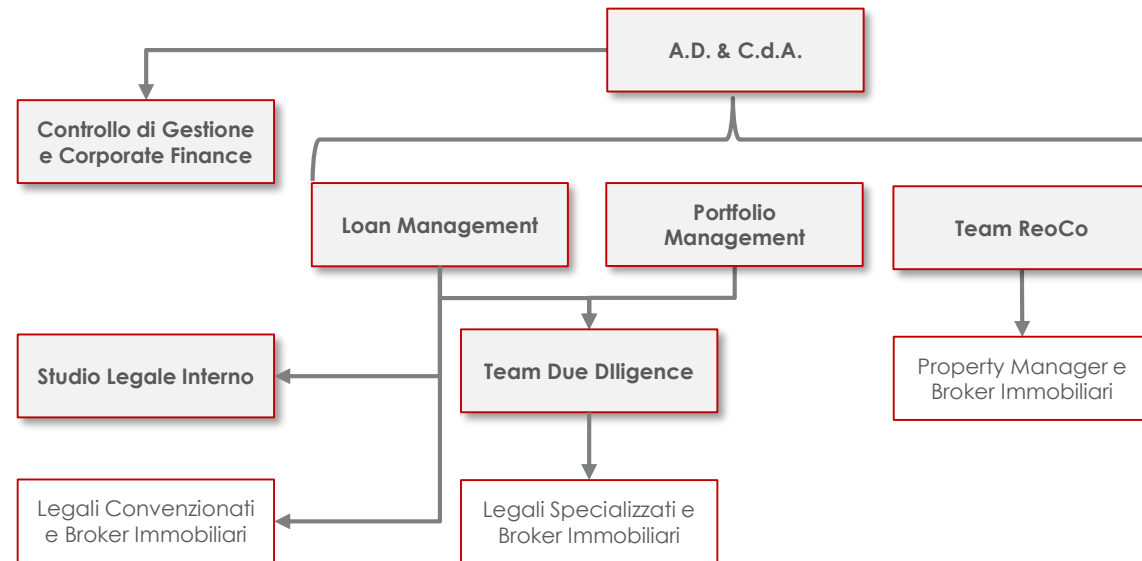 A.D. & C.d.A.
Controllo di Gestione
e Corporate Finance
Loan Management
Portfolio
Management
Team ReoCo
Studio Legale Interno
Team Due DIligence
Property Manager e
Broker Immobiliari
Legali Convenzionati
e Broker Immobiliari
Legali Specializzati e
Broker Immobiliari